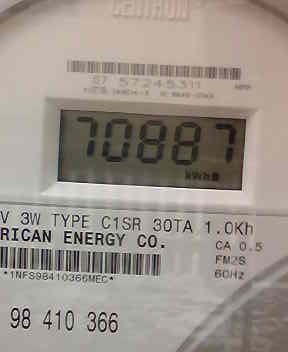 CENTRON
57245311
70887
kWh
V 3W TYPE C1SR 30TA 1.0Kh
RICAN ENERGY CO.
CA 0.5
FM2S
60Hz
*1NFS98410366MEC*
98 410 366